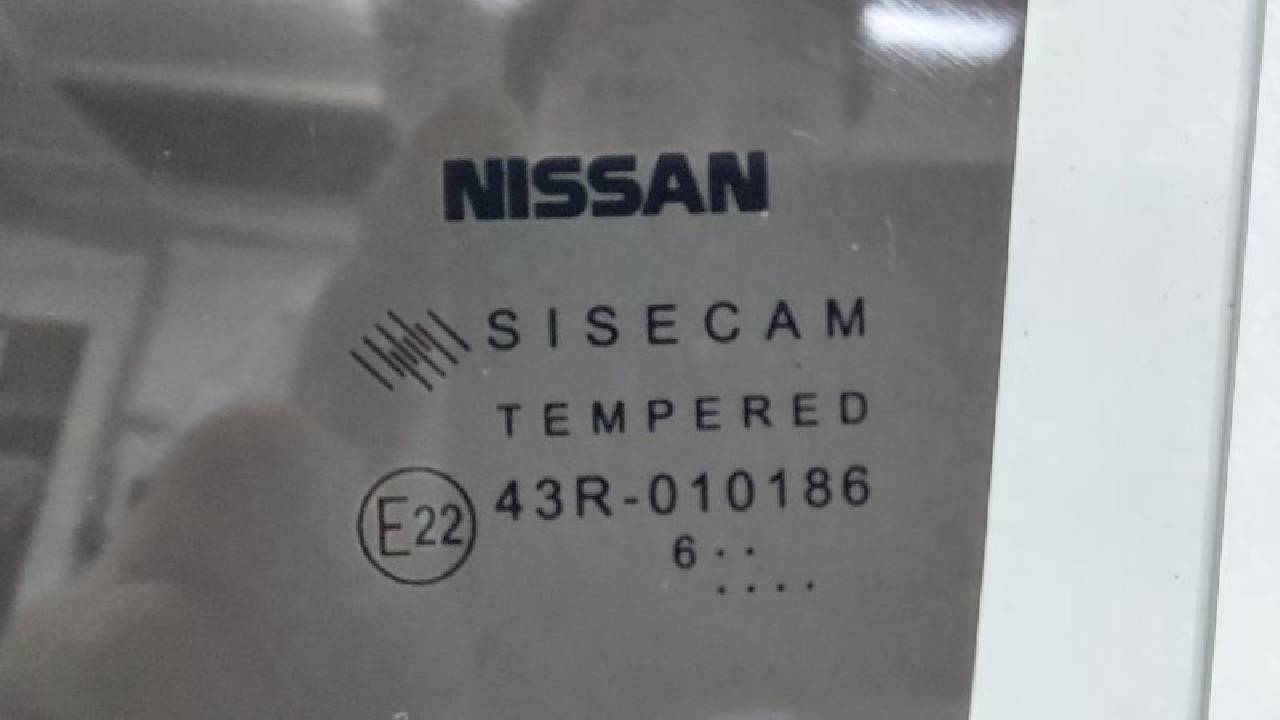 NISSAN
SISECAM
TEMPERED
E22 43R-010186
6 ..
....